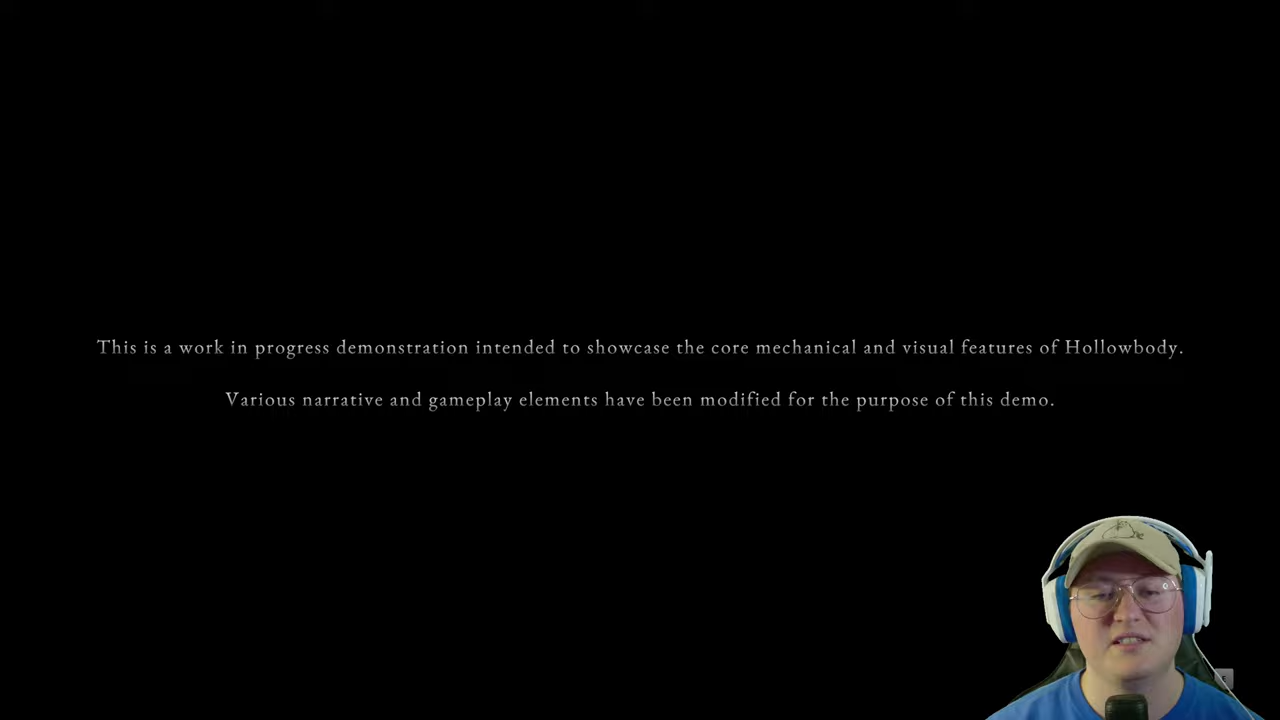 This is a work in progress demonstration intended to showcase the core mechanical and visual features of Hollowbody.
Various narrative and gameplay elements have been modified for the purpose of this demo.